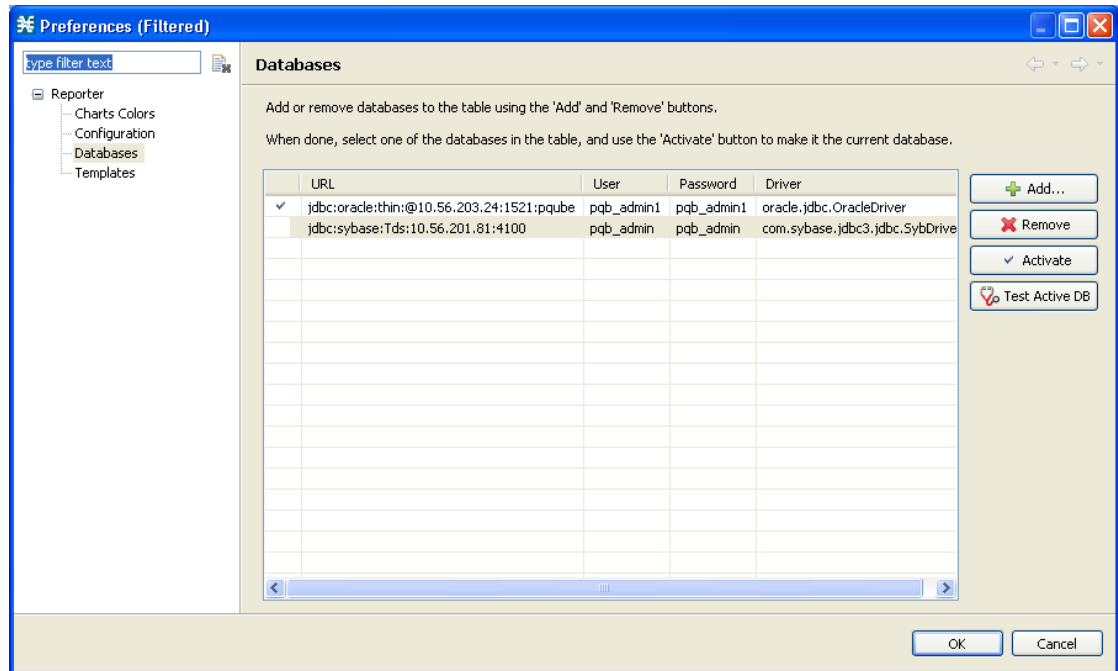 Preferences (Filtered)
type filter text
Databases
Reporter
Charts Colors
Configuration
Databases
Templates
Add or remove databases to the table using the 'Add' and 'Remove' buttons.
When done, select one of the databases in the table, and use the 'Activate' button to make it the current database.
URL User Password Driver
jdbc:oracle:thin:@10.56.203.24:1521:pqube pqb_admin1 pqb_admin1 oracle.jdbc.OracleDriver
jdbc:sybase:Tds:10.56.201.81:4100 pqb_admin pqb_admin com.sybase.jdbc3.jdbc.SybDrive
Add...
Remove
Activate
Test Active DB
OK Cancel